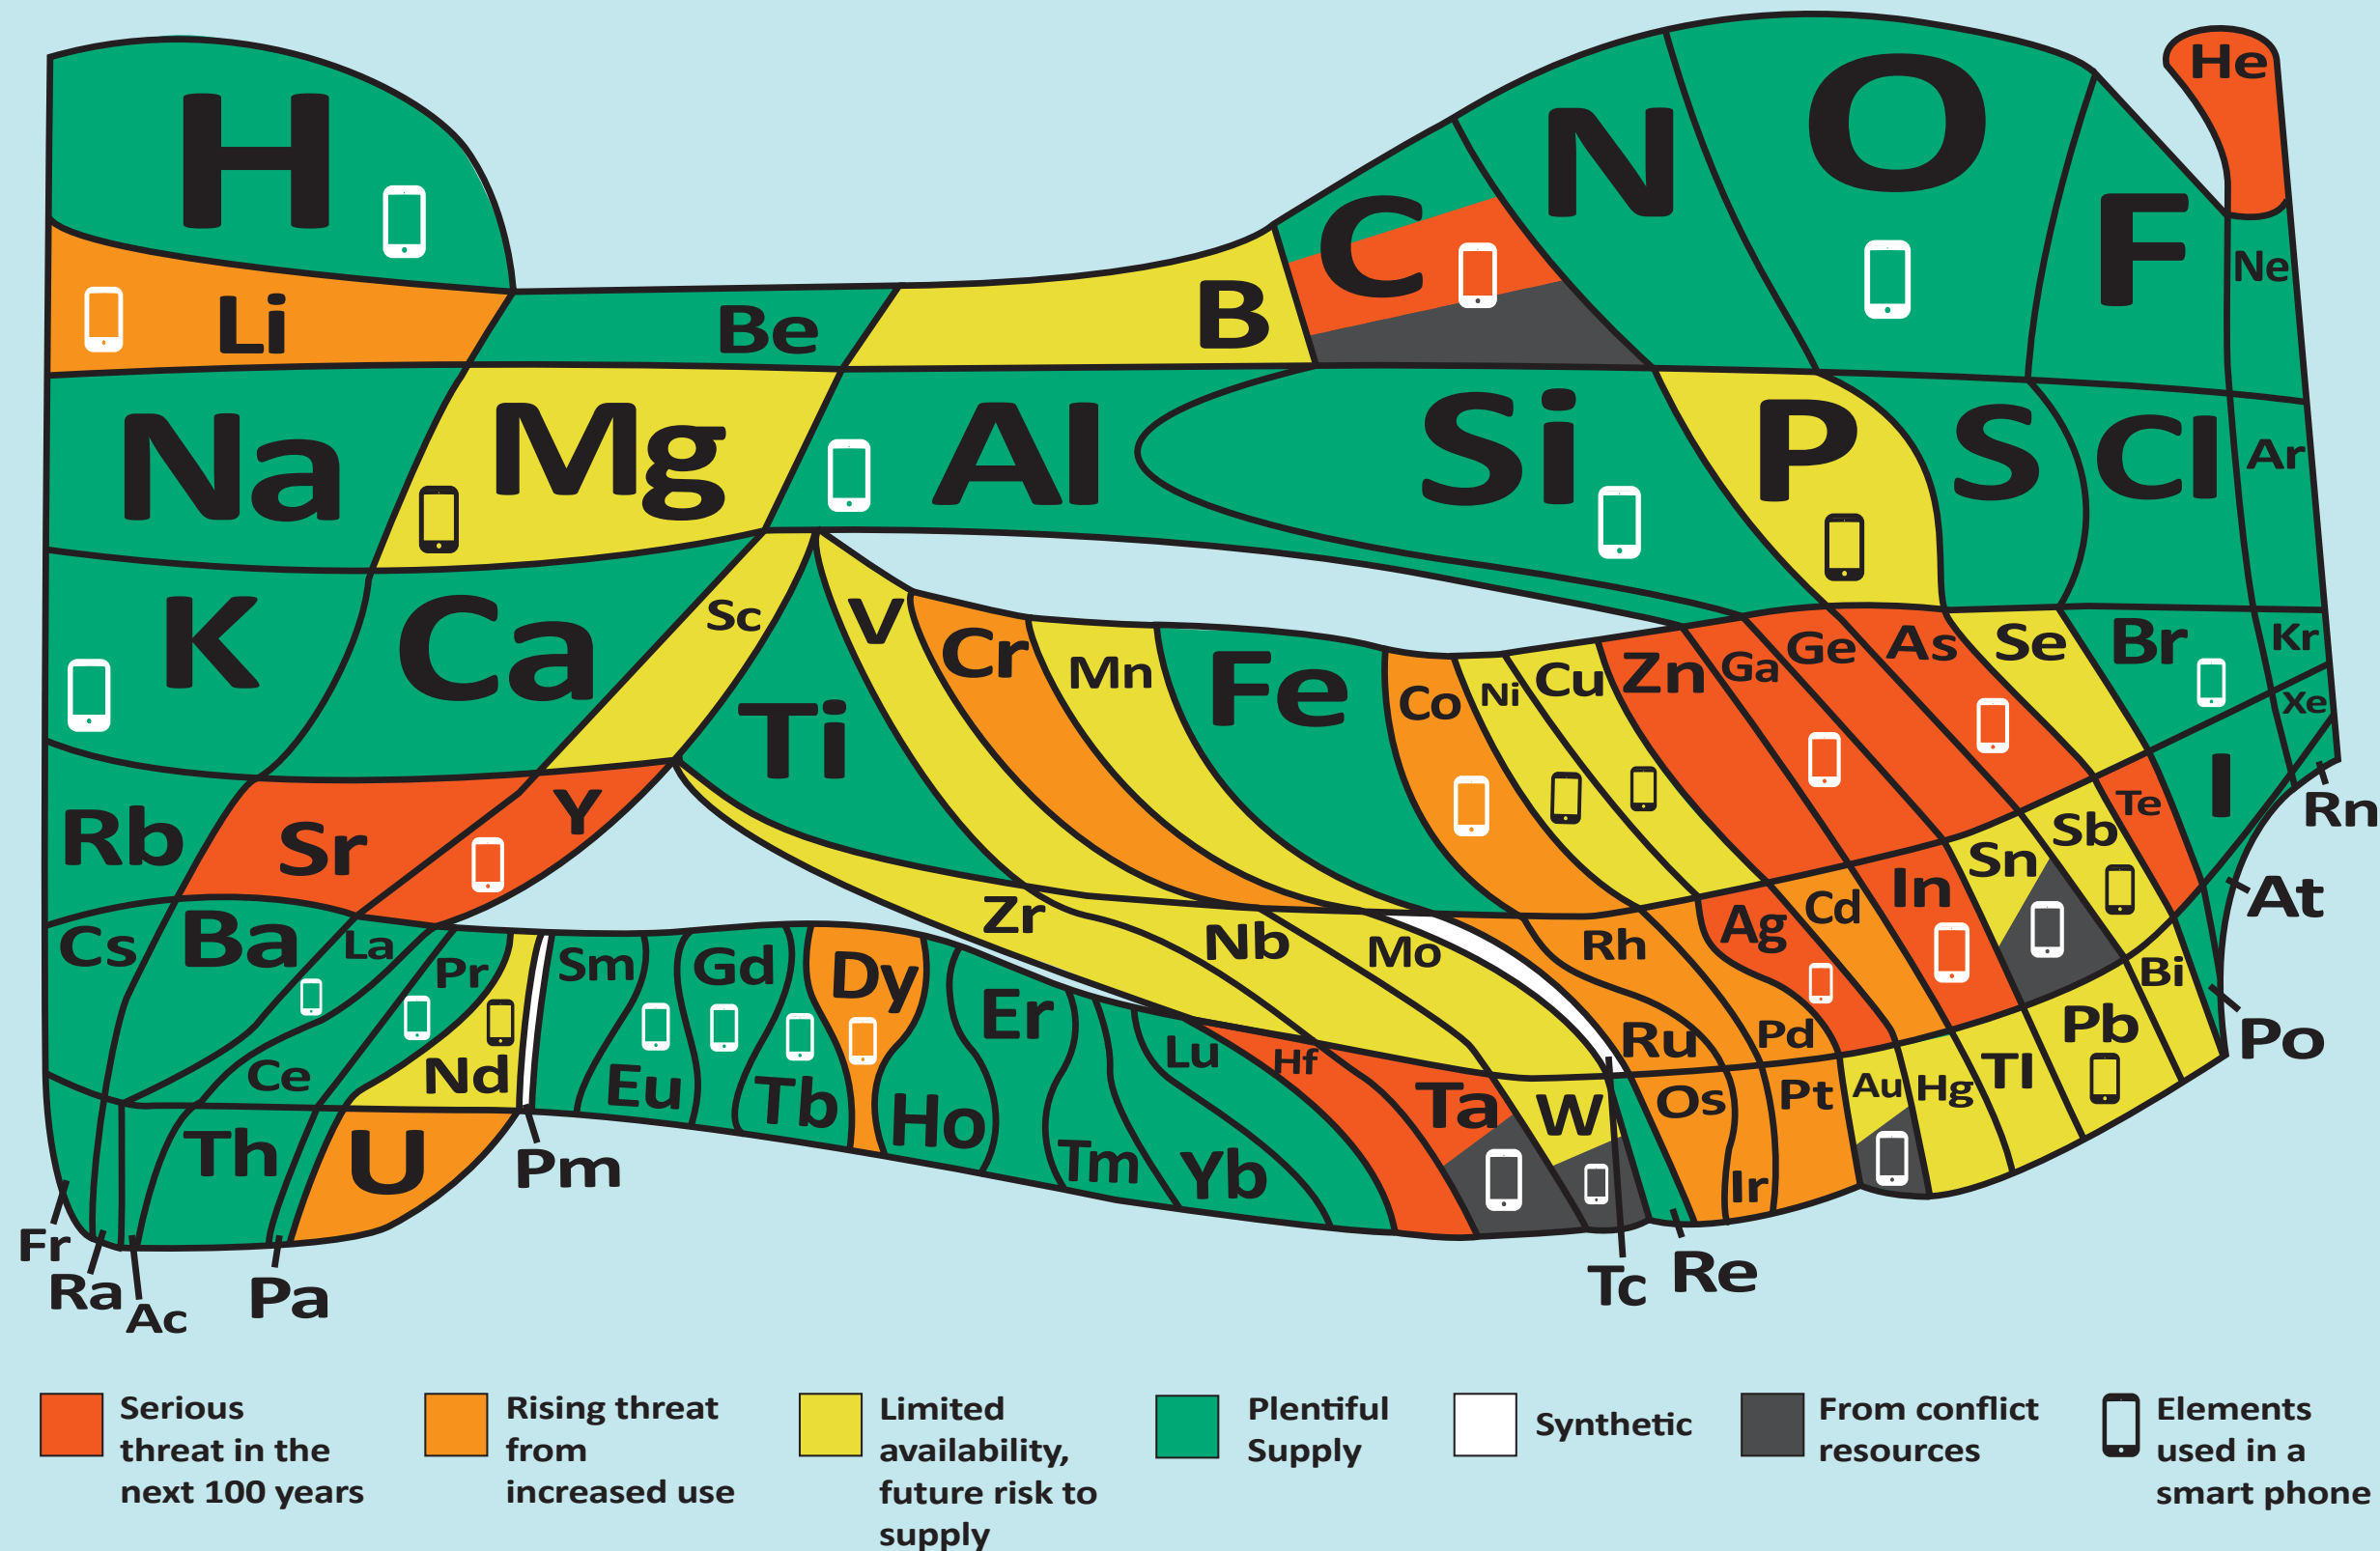 H
He
C
N
O
F
Ne
Li
Be
B
Na
Mg
Al
Si
P
S
Cl
Ar
K
Ca
Sc
Ti
V
Cr
Mn
Fe
Co
Ni
Cu
Zn
Ga
Ge
As
Se
Br
Kr
Rb
Sr
Y
Zr
Nb
Mo
Rh
Ru
Pd
Ag
Cd
In
Sn
Sb
Te
I
Xe
Rn
At
Po
Cs
Ba
La
Ce
Pr
Nd
Sm
Eu
Gd
Tb
Dy
Ho
Er
Tm
Yb
Lu
Hf
Ta
W
Os
Ir
Pt
Au
Hg
Tl
Pb
Bi
Th
U
Pm
Fr
Ra
Ac
Pa
Tc
Re
Serious
threat in the
next 100 years
Rising threat
from
increased use
Limited
availability,
future risk to
supply
Plentiful
Supply
Synthetic
From conflict
resources
Elements
used in a
smart phone